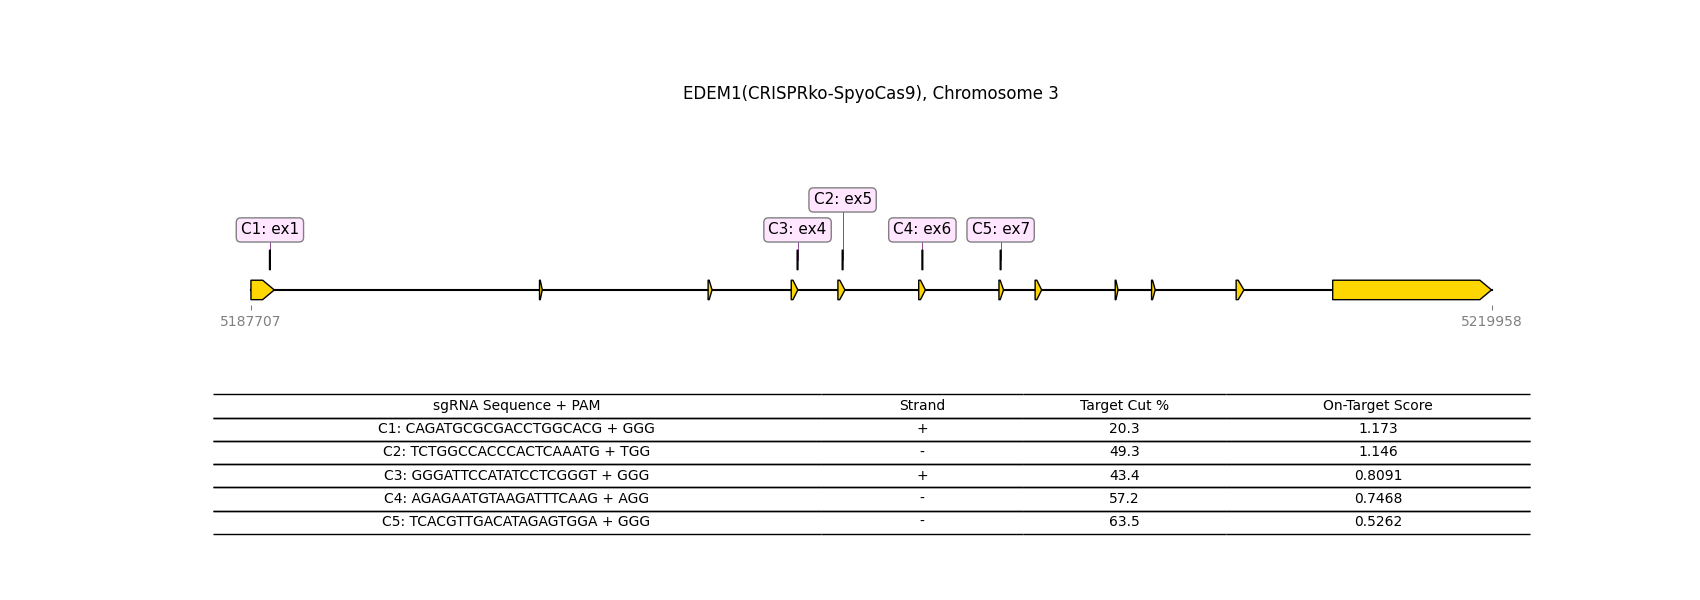 EDEM1(CRISPRko-SpyoCas9), Chromosome 3
C2: ex5
C1: ex1 C3: ex4 C4: ex6 C5: ex7
5187707 5219958
sgRNA Sequence + PAM Strand Target Cut % On-Target Score
C1: CAGATGCGCGACCTGGCACG + GGG + 20.3 1.173
C2: TCTGGCCACCCACTCAAATG + TGG - 49.3 1.146
C3: GGGATTCCATATCCTCGGGT + GGG + 43.4 0.8091
C4: AGAGAATGTAAGATTTCAAG + AGG - 57.2 0.7468
C5: TCACGTTGACATAGAGTGGA + GGG - 63.5 0.5262